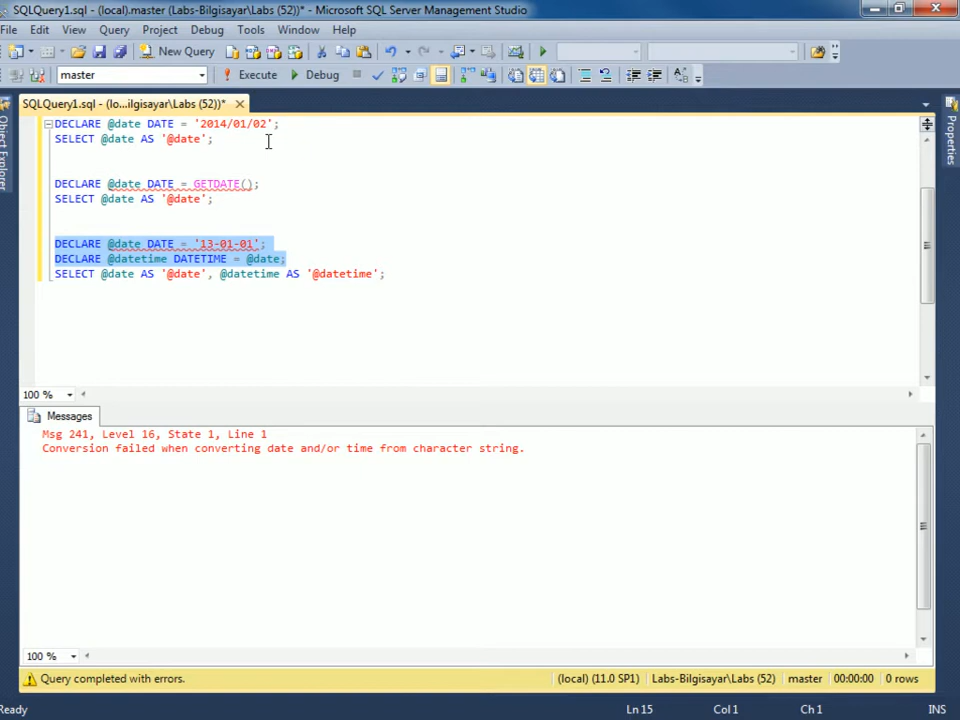 SQLQuery1.sql - (local).master (Labs-Bilgisayar\Labs (52))* - Microsoft SQL Server Management Studio
File Edit View Query Project Debug Tools Window Help
New Query
master Execute Debug
SQLQuery1.sql - (lo...ilgisayar\Labs (52))*
Object Explorer
Properties
DECLARE @date DATE = '2014/01/02';
SELECT @date AS '@date';
DECLARE @date DATE = GETDATE();
SELECT @date AS '@date';
DECLARE @date DATE = '13-01-01';
DECLARE @datetime DATETIME = @date;
SELECT @date AS '@date', @datetime AS '@datetime';
100 %
Messages
Msg 241, Level 16, State 1, Line 1
Conversion failed when converting date and/or time from character string.
100 %
Query completed with errors. (local) (11.0 SP1) Labs-Bilgisayar\Labs (52) master 00:00:00 0 rows
Ready Ln 15 Col 1 Ch 1 INS